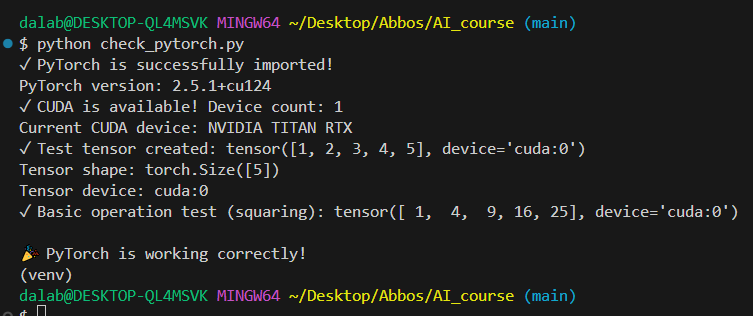 dalab@DESKTOP-QL4MSVK MINGW64 ~/Desktop/Abbos/AI_course (main)
$ python check_pytorch.py
✓ PyTorch is successfully imported!
PyTorch version: 2.5.1+cu124
✓ CUDA is available! Device count: 1
Current CUDA device: NVIDIA TITAN RTX
✓ Test tensor created: tensor([1, 2, 3, 4, 5], device='cuda:0')
Tensor shape: torch.Size([5])
Tensor device: cuda:0
✓ Basic operation test (squaring): tensor([ 1,  4,  9, 16, 25], device='cuda:0')

🎉 PyTorch is working correctly!
(venv)
dalab@DESKTOP-QL4MSVK MINGW64 ~/Desktop/Abbos/AI_course (main)
$